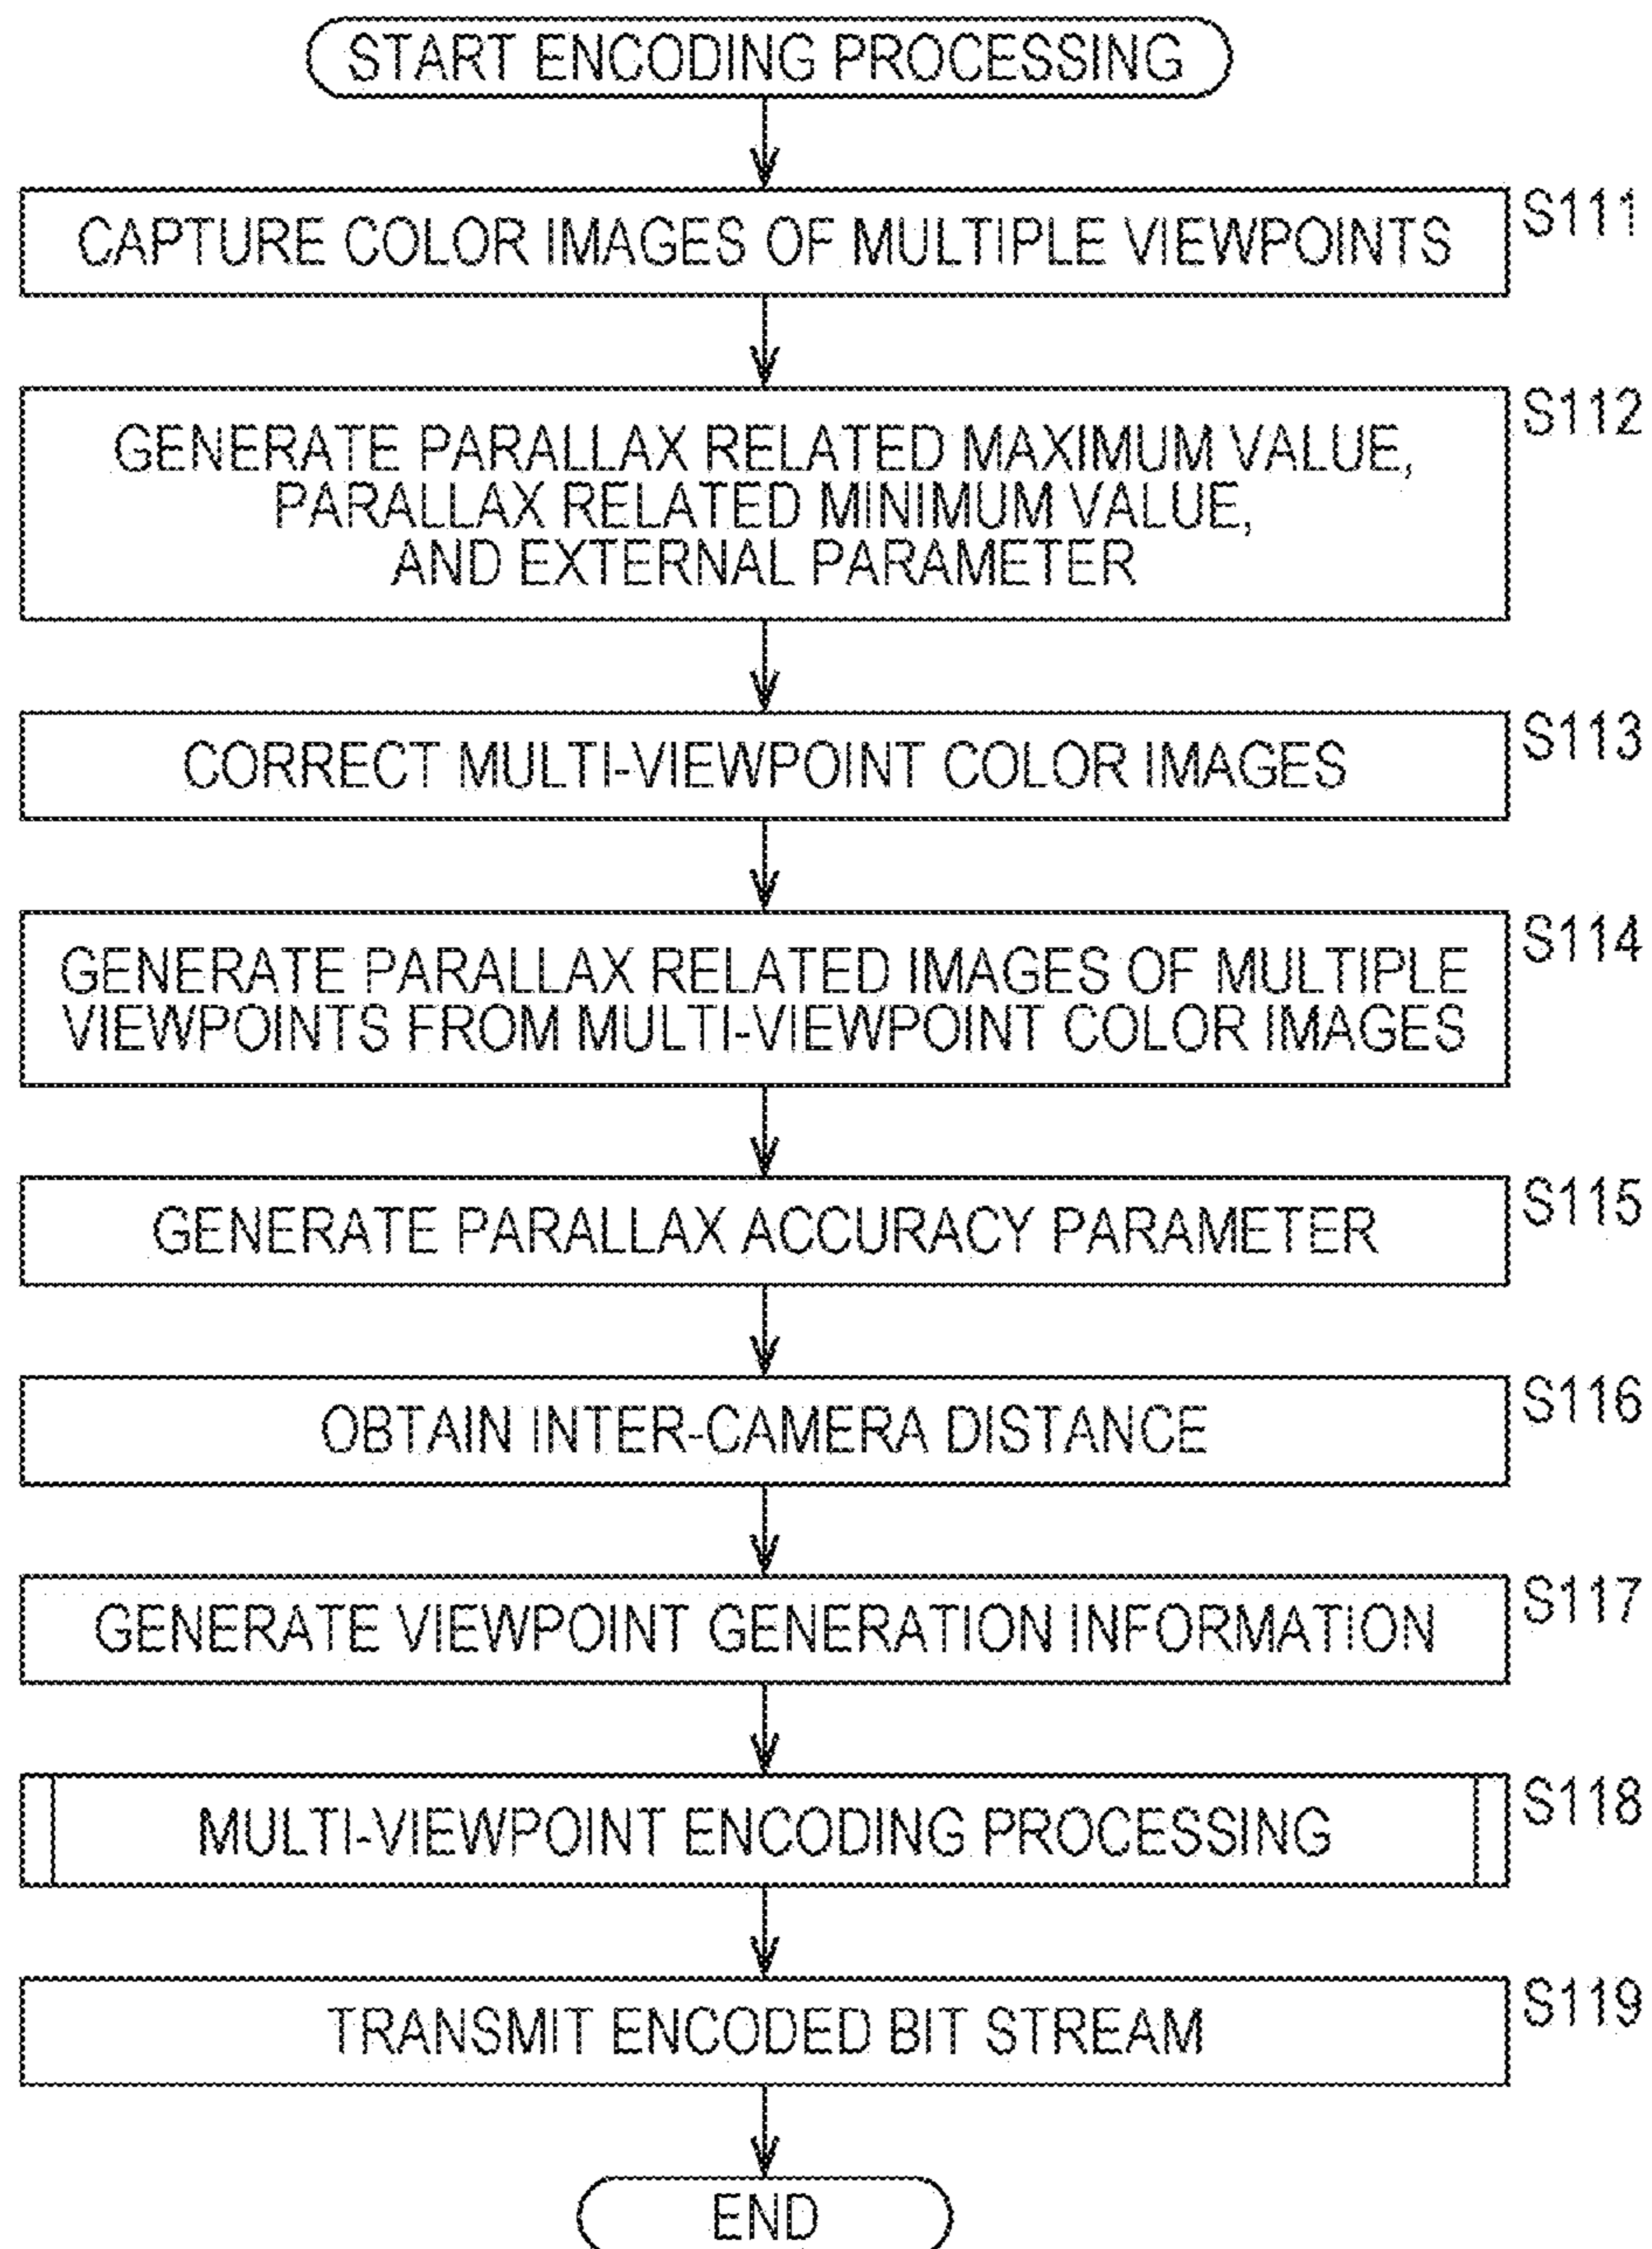 START ENCODING PROCESSING
CAPTURE COLOR IMAGES OF MULTIPLE VIEWPOINTS
S111
GENERATE PARALLAX RELATED MAXIMUM VALUE,
PARALLAX RELATED MINIMUM VALUE,
AND EXTERNAL PARAMETER
S112
CORRECT MULTI-VIEWPOINT COLOR IMAGES
S113
GENERATE PARALLAX RELATED IMAGES OF MULTIPLE
VIEWPOINTS FROM MULTI-VIEWPOINT COLOR IMAGES
S114
GENERATE PARALLAX ACCURACY PARAMETER
S115
OBTAIN INTER-CAMERA DISTANCE
S116
GENERATE VIEWPOINT GENERATION INFORMATION
S117
MULTI-VIEWPOINT ENCODING PROCESSING
S118
TRANSMIT ENCODED BIT STREAM
S119
END